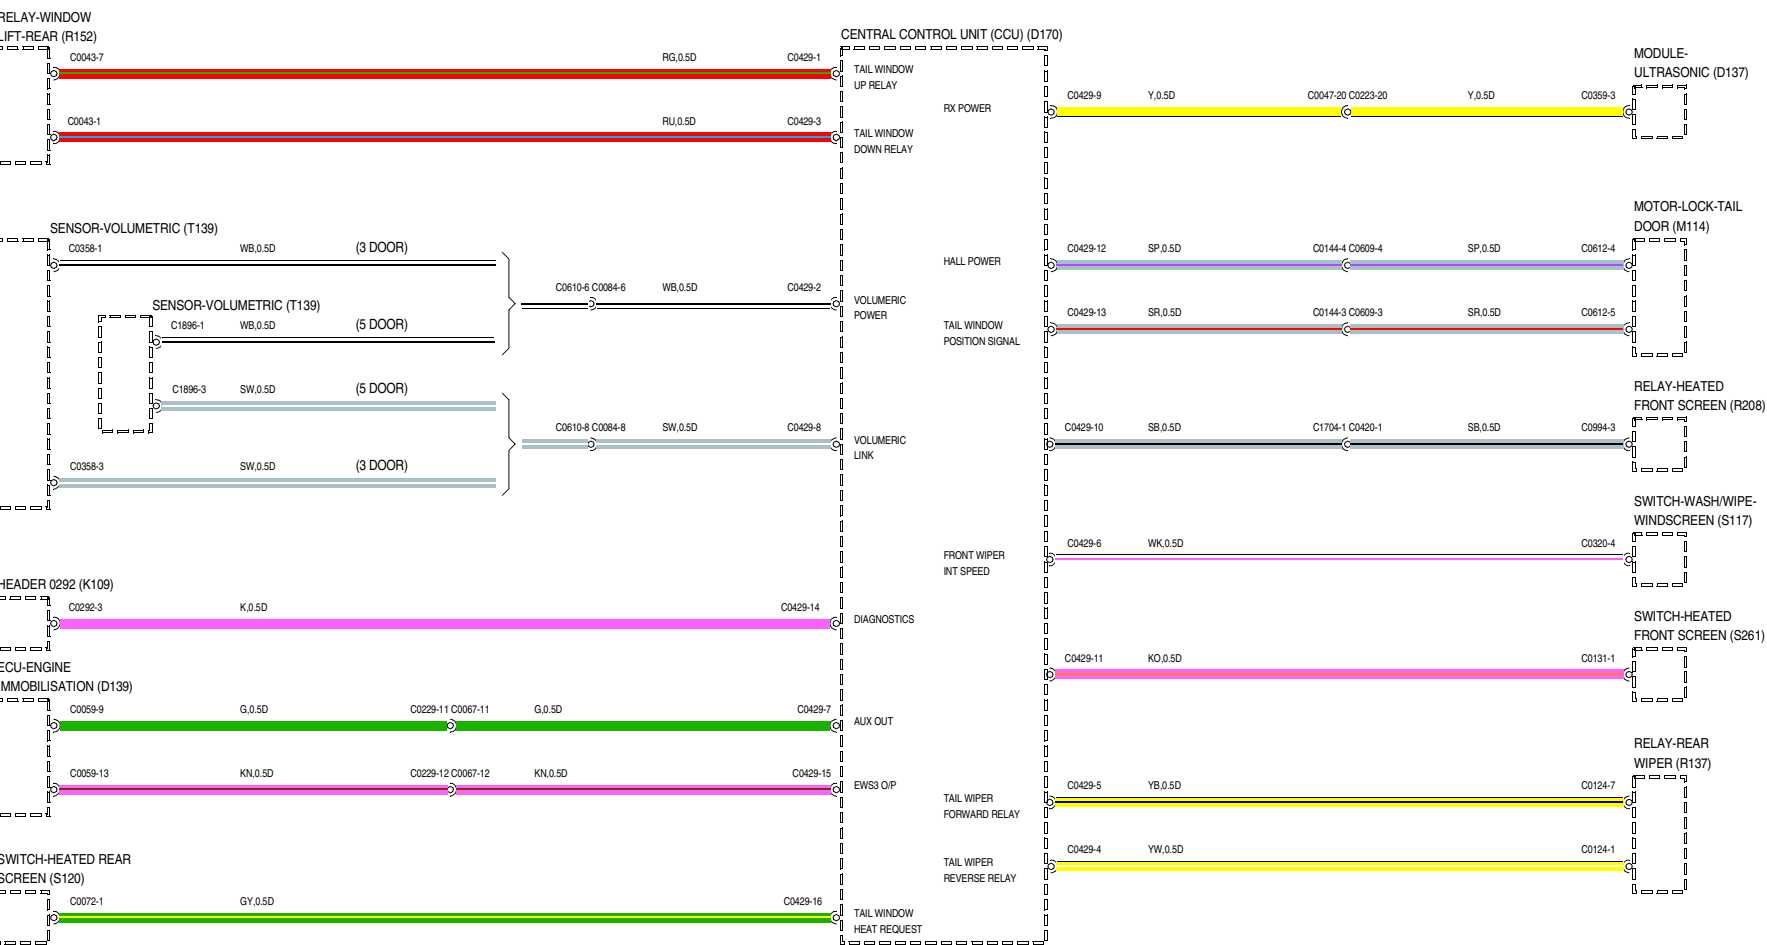 RELAY-WINDOW
LIFT-REAR (R152)
C0043-7
RG,0.5D
C0429-1
C0043-1
RU,0.5D
C0429-3
SENSOR-VOLUMETRIC (T139)
C0358-1
WB,0.5D
(3 DOOR)
SENSOR-VOLUMETRIC (T139)
C1896-1
WB,0.5D
(5 DOOR)
C0610-6 C0084-6
WB,0.5D
C0429-2
C1896-3
SW,0.5D
(5 DOOR)
C0610-8 C0084-8
SW,0.5D
C0429-8
C0358-3
SW,0.5D
(3 DOOR)
HEADER 0292 (K109)
C0292-3
K,0.5D
C0429-14
ECU-ENGINE
IMMOBILISATION (D139)
C0059-9
G,0.5D
C0229-11 C0067-11
G,0.5D
C0429-7
C0059-13
KN,0.5D
C0229-12 C0067-12
KN,0.5D
C0429-15
SWITCH-HEATED REAR
SCREEN (S120)
C0072-1
GY,0.5D
C0429-16
CENTRAL CONTROL UNIT (CCU) (D170)
TAIL WINDOW
UP RELAY
TAIL WINDOW
DOWN RELAY
VOLUMERIC
POWER
VOLUMERIC
LINK
DIAGNOSTICS
AUX OUT
EWS3 O/P
TAIL WINDOW
HEAT REQUEST
RX POWER
HALL POWER
TAIL WINDOW
POSITION SIGNAL
FRONT WIPER
INT SPEED
TAIL WIPER
FORWARD RELAY
TAIL WIPER
REVERSE RELAY
C0429-9
Y,0.5D
C0047-20 C0223-20
Y,0.5D
C0359-3
MODULE-
ULTRASONIC (D137)
C0429-12
SP,0.5D
C0144-4 C0609-4
SP,0.5D
C0612-4
MOTOR-LOCK-TAIL
DOOR (M114)
C0429-13
SR,0.5D
C0144-3 C0609-3
SR,0.5D
C0612-5
C0429-10
SB,0.5D
C1704-1 C0420-1
SB,0.5D
C0994-3
RELAY-HEATED
FRONT SCREEN (R208)
C0429-6
WK,0.5D
C0320-4
SWITCH-WASH/WIPE-
WINDSCREEN (S117)
C0429-11
KO,0.5D
C0131-1
SWITCH-HEATED
FRONT SCREEN (S261)
C0429-5
YB,0.5D
C0124-7
RELAY-REAR
WIPER (R137)
C0429-4
YW,0.5D
C0124-1